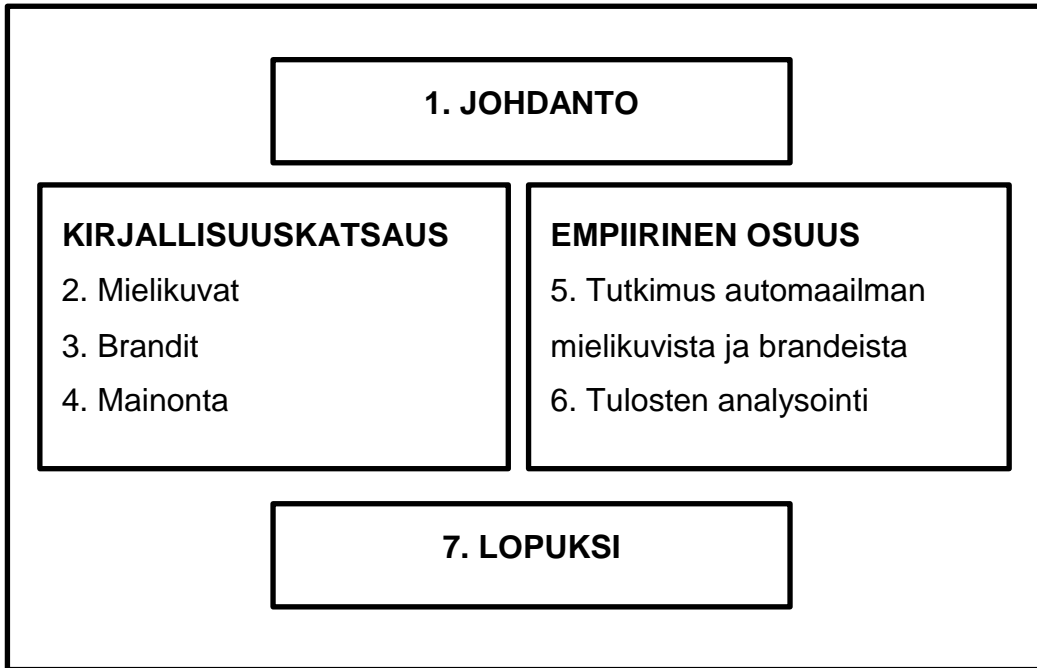 1. JOHDANTO
KIRJALLISUUSKATSAUS
2. Mielikuvat
3. Brandit
4. Mainonta
EMPIIRINEN OSUUS
5. Tutkimus automaailman
mielikuvista ja brandeista
6. Tulosten analysointi
7. LOPUKSI